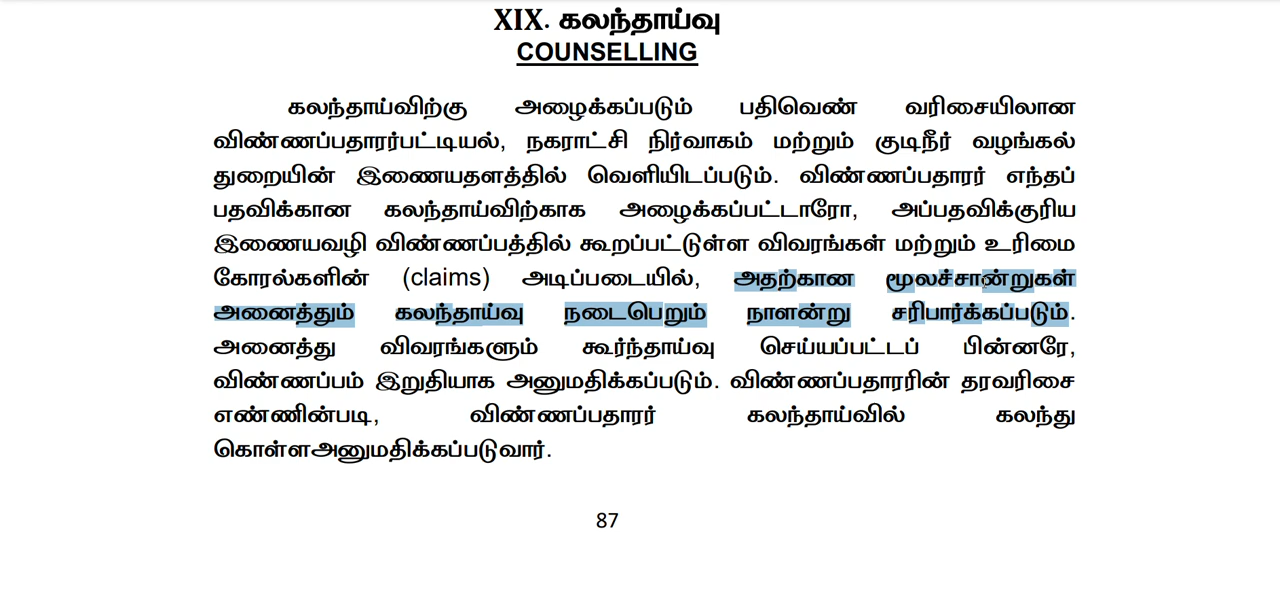 XIX. கலந்தாய்வு
COUNSELLING
கலந்தாய்விற்கு அழைக்கப்படும் பதிவெண் வரிசையிலான
விண்ணப்பதாரர்பட்டியல், நகராட்சி நிர்வாகம் மற்றும் குடிநீர் வழங்கல்
துறையின் இணையதளத்தில் வெளியிடப்படும். விண்ணப்பதாரர் எந்தப்
பதவிக்கான கலந்தாய்விற்காக அழைக்கப்பட்டாரோ, அப்பதவிக்குரிய
இணையவழி விண்ணப்பத்தில் கூறப்பட்டுள்ள விவரங்கள் மற்றும் உரிமை
கோரல்களின் (claims) அடிப்படையில், அதற்கான மூலச்சான்றுகள்
அனைத்தும் கலந்தாய்வு நடைபெறும் நாளன்று சரிபார்க்கப்படும்.
அனைத்து விவரங்களும் கூர்ந்தாய்வு செய்யப்பட்டப் பின்னரே,
விண்ணப்பம் இறுதியாக அனுமதிக்கப்படும். விண்ணப்பதாரரின் தரவரிசை
எண்ணின்படி, விண்ணப்பதாரர் கலந்தாய்வில் கலந்து
கொள்ளஅனுமதிக்கப்படுவார்.
87